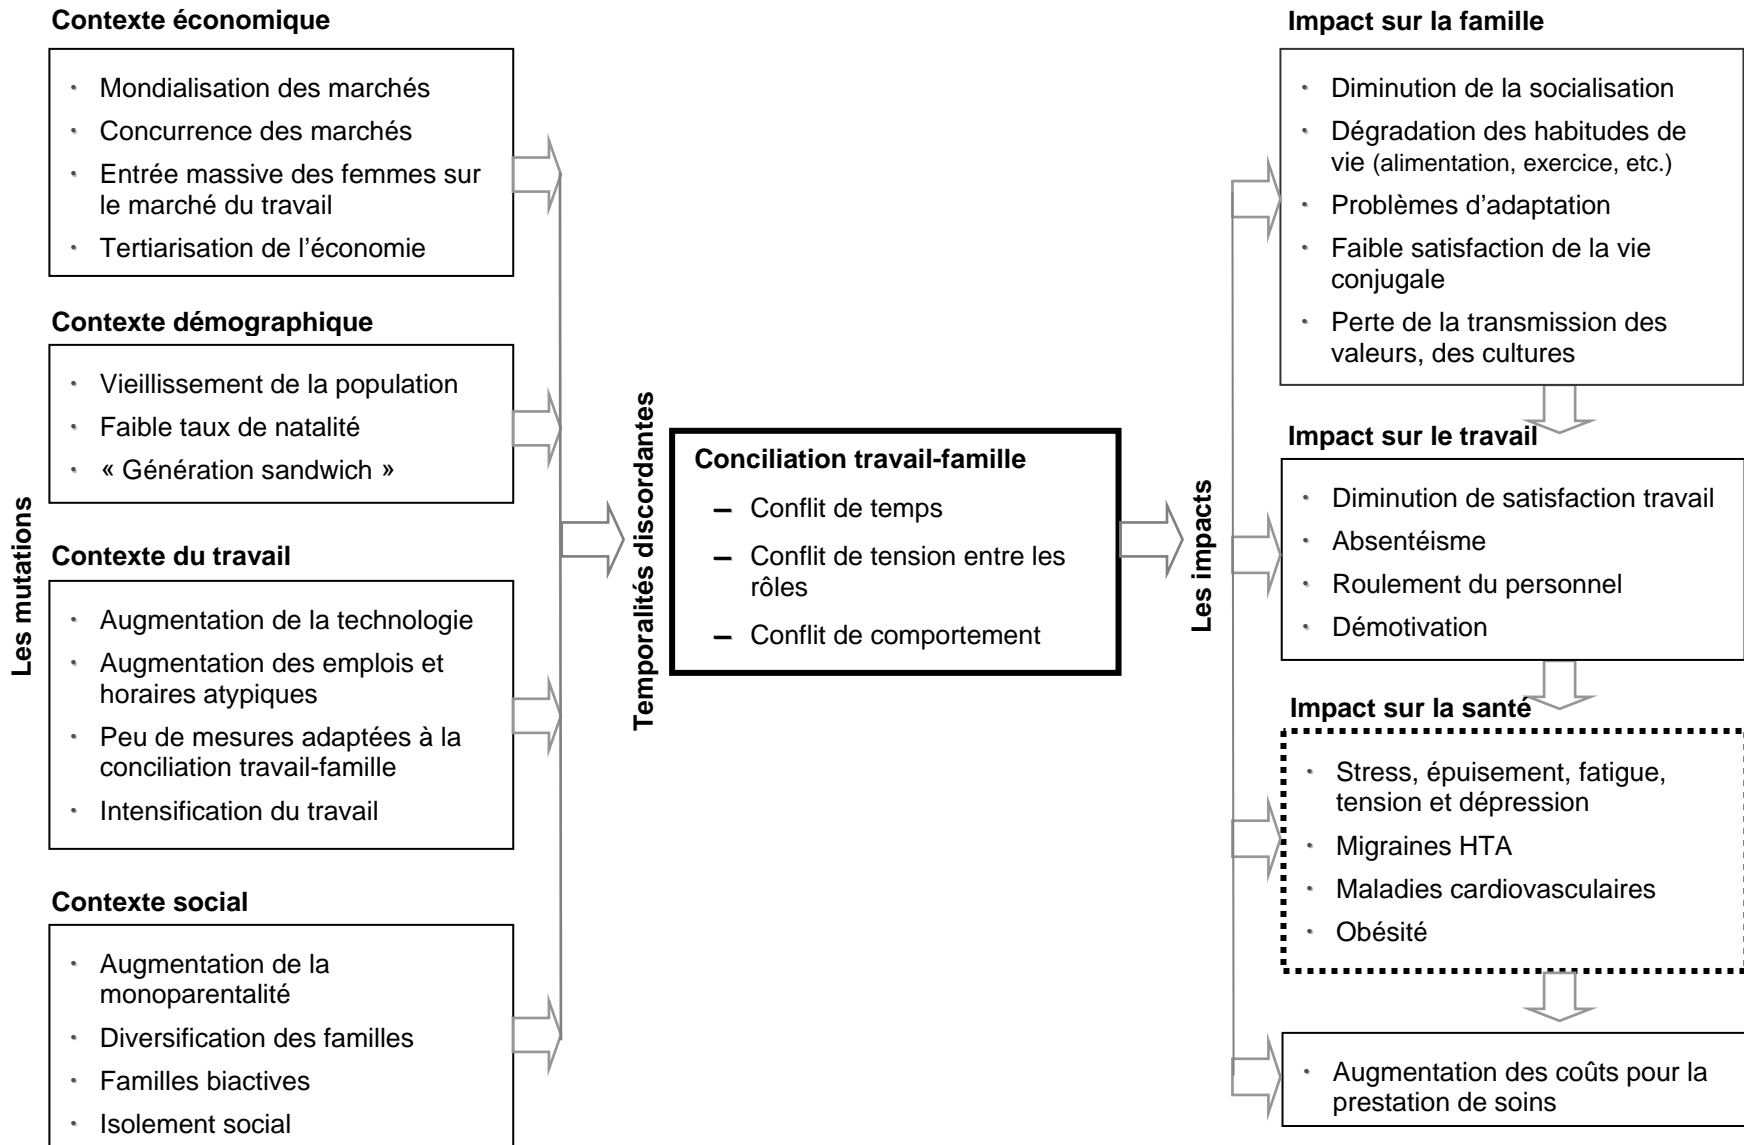 Les mutations
Contexte économique
· Mondialisation des marchés
· Concurrence des marchés
· Entrée massive des femmes sur
le marché du travail
· Tertiarisation de l’économie
Contexte démographique
· Vieillissement de la population
· Faible taux de natalité
· « Génération sandwich »
Contexte du travail
· Augmentation de la technologie
· Augmentation des emplois et
horaires atypiques
· Peu de mesures adaptées à la
conciliation travail-famille
· Intensification du travail
Contexte social
· Augmentation de la
monoparentalité
· Diversification des familles
· Familles biactives
· Isolement social
Temporalités discordantes
Conciliation travail-famille
– Conflit de temps
– Conflit de tension entre les
rôles
– Conflit de comportement
Les impacts
Impact sur la famille
· Diminution de la socialisation
· Dégradation des habitudes de
vie (alimentation, exercice, etc.)
· Problèmes d’adaptation
· Faible satisfaction de la vie
conjugale
· Perte de la transmission des
valeurs, des cultures
Impact sur le travail
· Diminution de satisfaction travail
· Absentéisme
· Roulement du personnel
· Démotivation
Impact sur la santé
· Stress, épuisement, fatigue,
tension et dépression
· Migraines HTA
· Maladies cardiovasculaires
· Obésité
· Augmentation des coûts pour la
prestation de soins